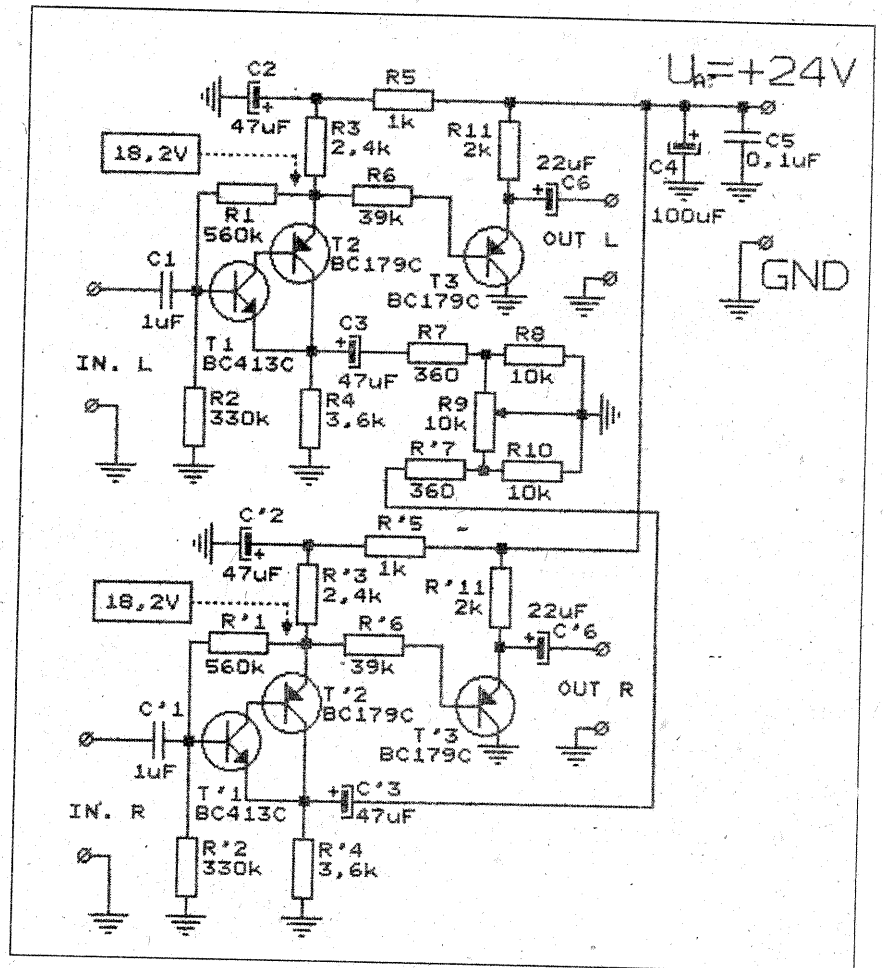 C2
47uF
R5
1k
Uₐ.=+24V
R3
2,4k
R11
2k
C4
100uF
C5
0,1uF
18,2V
R6
39k
22uF
C6
R1
560k
T2
BC179C
OUT L
T3
BC179C
GND
C1
1uF
T1
BC413C
C3
47uF
R7
360
R8
10k
IN. L
R2
330k
R4
3,6k
R9
10k
R'7
360
R10
10k
C'2
47uF
R'5
1k
R'3
2,4k
R'11
2k
18,2V
R'1
560k
R'6
39k
22uF
C'6
T'2
BC179C
OUT R
C'1
1uF
T'3
BC179C
T'1
BC413C
C'3
47uF
IN. R
R'2
330k
R'4
3,6k